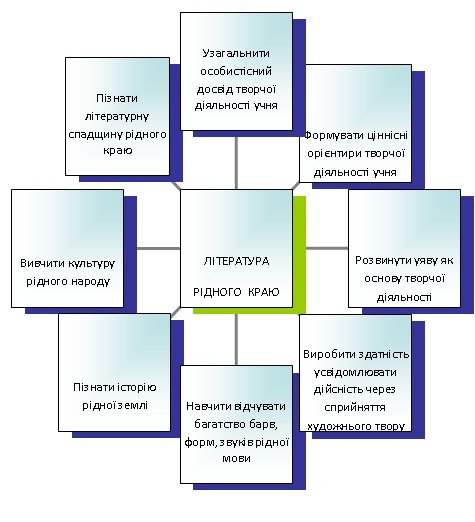 Узагальнити
особистісний
досвід творчої
діяльності учня
Пізнати
літературну
спадщину рідного
краю
Формувати ціннісні
орієнтири творчої
діяльності учня
Вивчити культуру
рідного народу
ЛІТЕРАТУРА
РІДНОГО КРАЮ
Розвинути уяву як
основу творчої
діяльності
Пізнати історію
рідної землі
Навчити відчувати
багатство барв,
форм, звуків рідної
мови
Виробити здатність
усвідомлювати
дійсність через
сприйняття
художнього твору